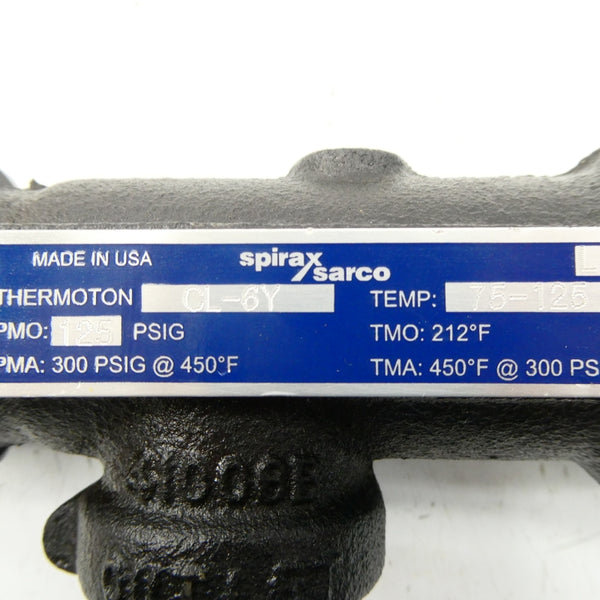 MADE IN USA spirax sarco L
THERMOTON CL-6Y TEMP: 75-125
PMO: 125 PSIG TMO: 212°F
PMA: 300 PSIG @ 450°F TMA: 450°F @ 300 PS